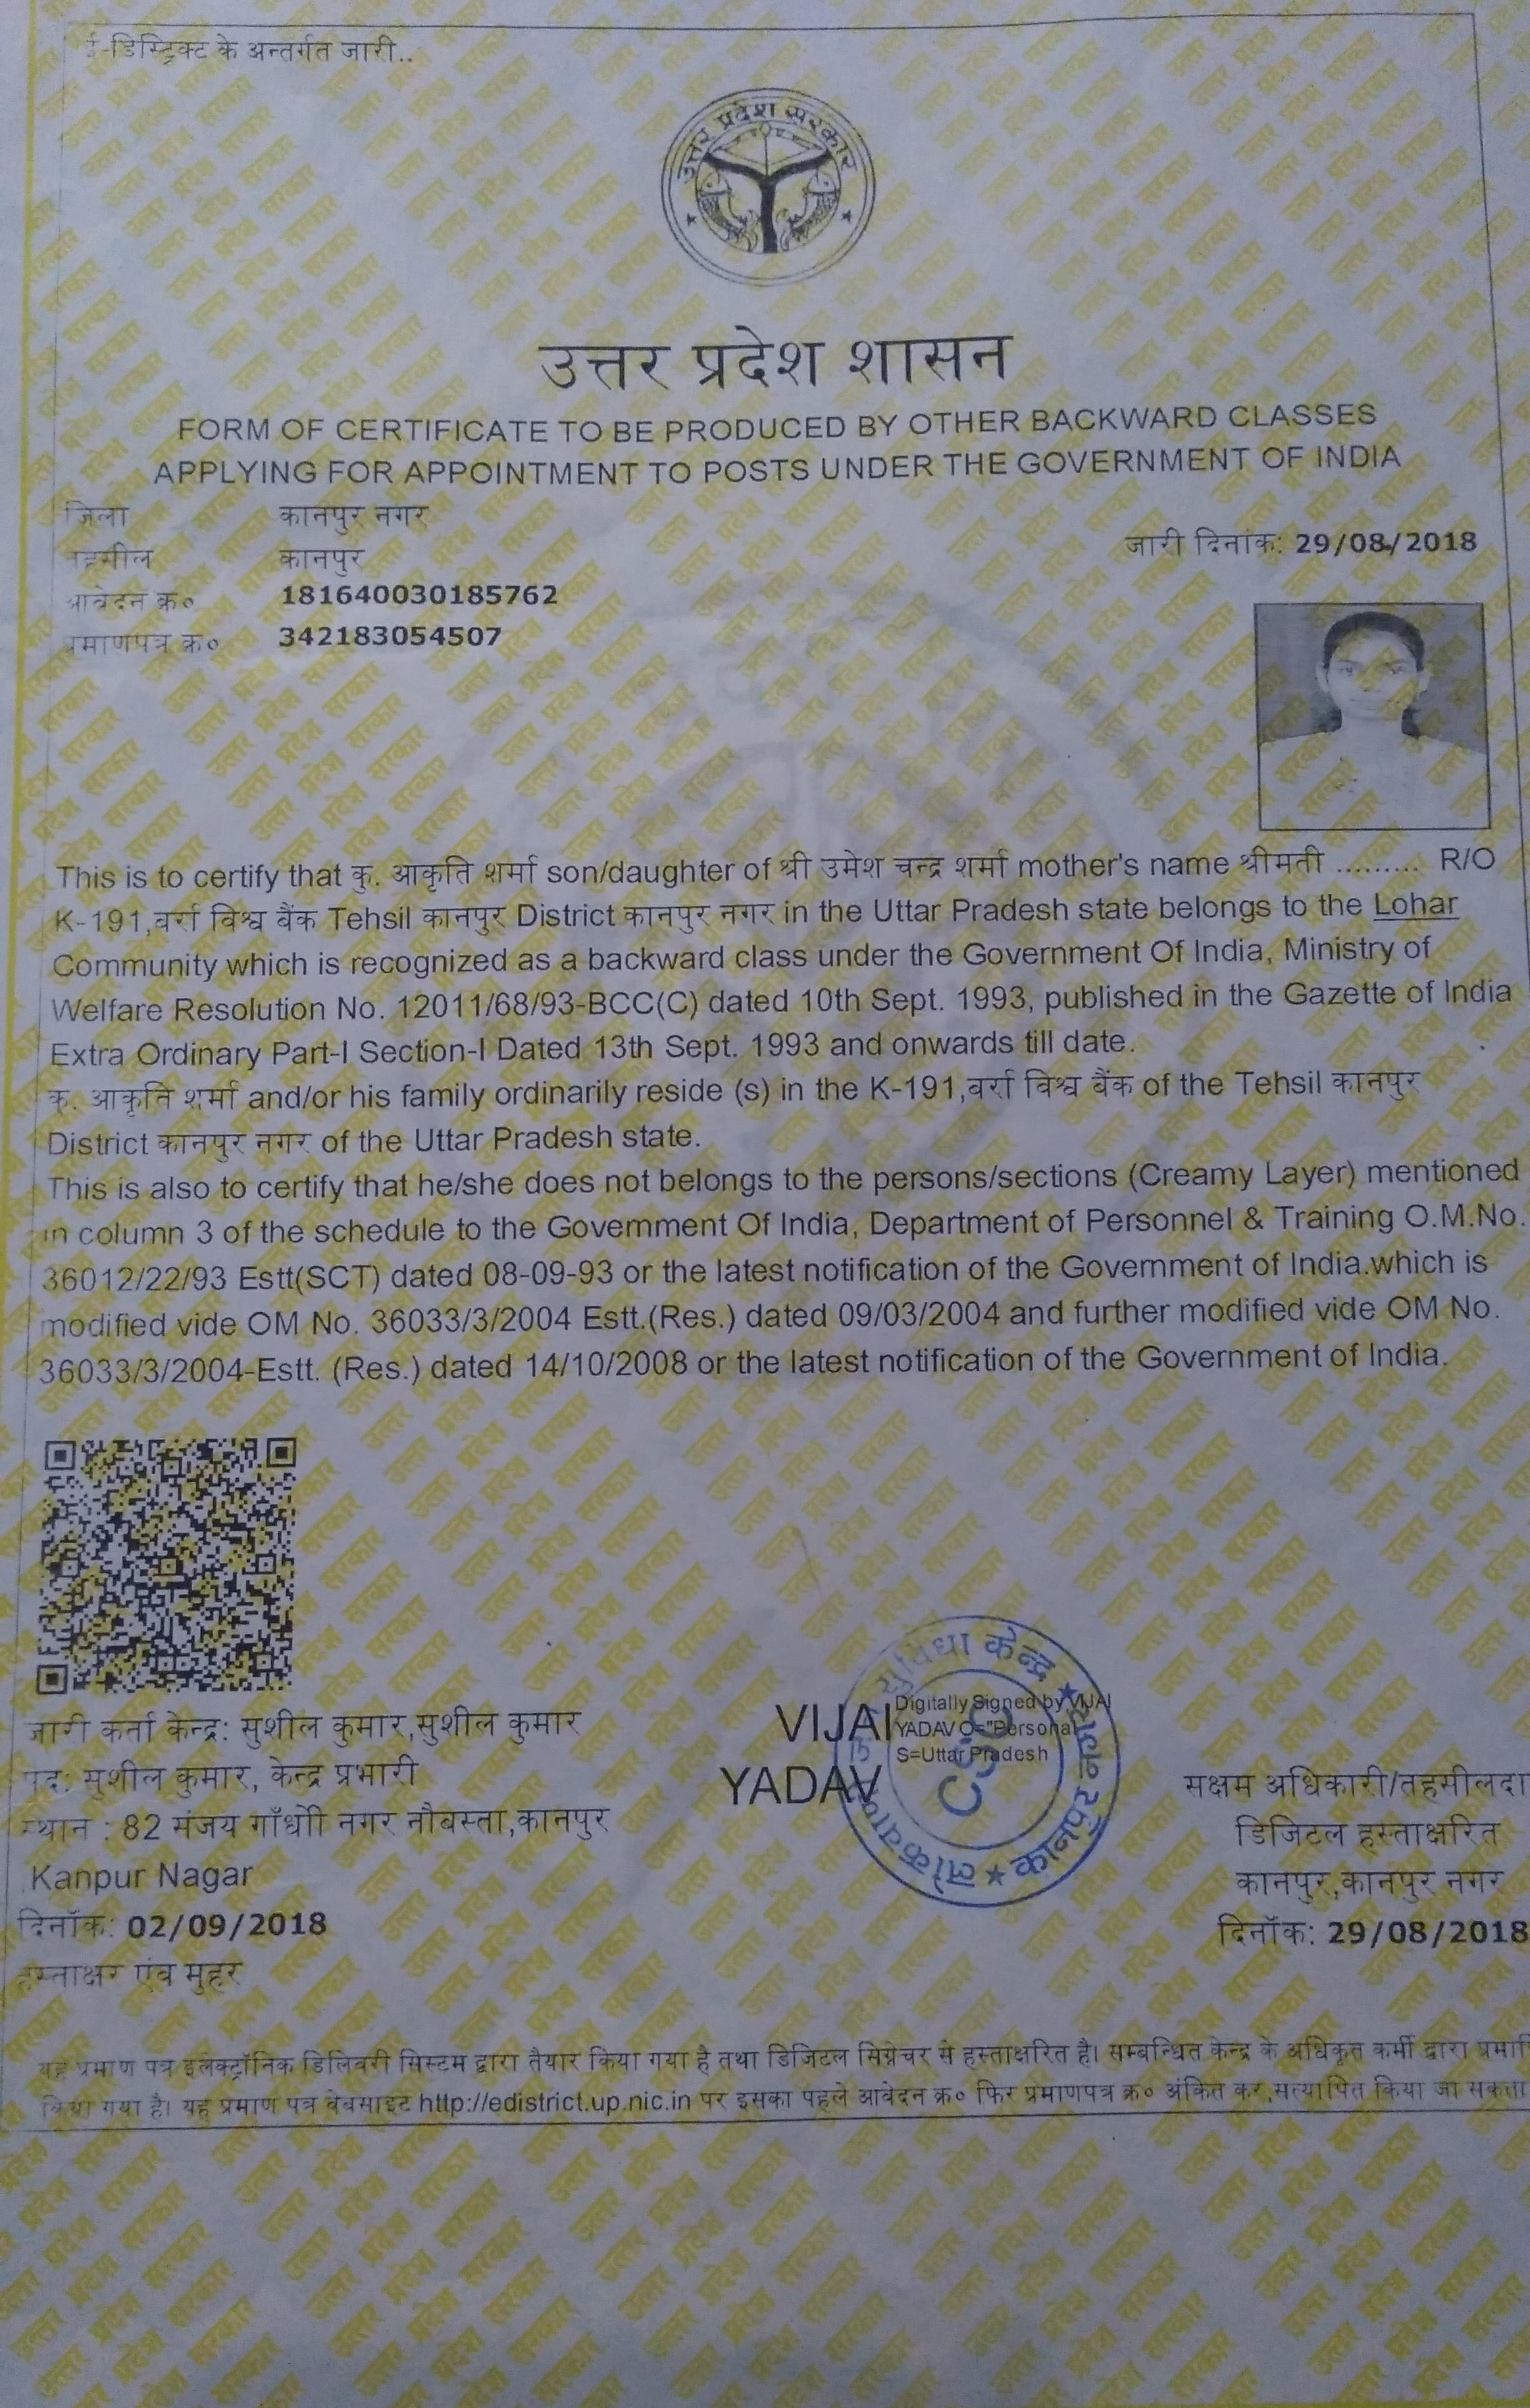 ई-डिस्ट्रिक्ट के अन्तर्गत जारी..
उत्तर प्रदेश सरकार
उत्तर प्रदेश शासन
FORM OF CERTIFICATE TO BE PRODUCED BY OTHER BACKWARD CLASSES
APPLYING FOR APPOINTMENT TO POSTS UNDER THE GOVERNMENT OF INDIA
जिला कानपुर नगर
तहसील कानपुर
जारी दिनांक: 29/08/2018
आवेदन क्र० 181640030185762
प्रमाणपत्र क्र० 342183054507
This is to certify that कु. आकृति शर्मा son/daughter of श्री उमेश चन्द्र शर्मा mother's name श्रीमती ......... R/O
K-191,वर्रा विश्व बैंक Tehsil कानपुर District कानपुर नगर in the Uttar Pradesh state belongs to the Lohar
Community which is recognized as a backward class under the Government Of India, Ministry of
Welfare Resolution No. 12011/68/93-BCC(C) dated 10th Sept. 1993, published in the Gazette of India
Extra Ordinary Part-I Section-I Dated 13th Sept. 1993 and onwards till date.
कु. आकृति शर्मा and/or his family ordinarily reside (s) in the K-191,वर्रा विश्व बैंक of the Tehsil कानपुर
District कानपुर नगर of the Uttar Pradesh state.
This is also to certify that he/she does not belongs to the persons/sections (Creamy Layer) mentioned
in column 3 of the schedule to the Government Of India, Department of Personnel & Training O.M.No.
36012/22/93 Estt(SCT) dated 08-09-93 or the latest notification of the Government of India.which is
modified vide OM No. 36033/3/2004 Estt.(Res.) dated 09/03/2004 and further modified vide OM No.
36033/3/2004-Estt. (Res.) dated 14/10/2008 or the latest notification of the Government of India.
जारी कर्ता केन्द्र: सुशील कुमार,सुशील कुमार
पद: सुशील कुमार, केन्द्र प्रभारी
स्थान : 82 संजय गाँधी नगर नौबस्ता,कानपुर
Kanpur Nagar
दिनॉक: 02/09/2018
हस्ताक्षर एंव मुहर
VIJAI
YADAV
Digitally Signed by VIJAI
YADAV O="Personal
S=Uttar Pradesh
सुविधा केन्द्र ★ कानपुर नगर ★ लोकवाणी
CSC
सक्षम अधिकारी/तहसीलदा
डिजिटल हस्ताक्षरित
कानपुर,कानपुर नगर
दिनॉक: 29/08/2018
यह प्रमाण पत्र इलेक्ट्रॉनिक डिलिवरी सिस्टम द्वारा तैयार किया गया है तथा डिजिटल सिग्नेचर से हस्ताक्षरित है। सम्बन्धित केन्द्र के अधिकृत कर्मी द्वारा प्रमाणि
किया गया है। यह प्रमाण पत्र वेबसाइट http://edistrict.up.nic.in पर इसका पहले आवेदन क्र० फिर प्रमाणपत्र क्र० अंकित कर,सत्यापित किया जा सकता